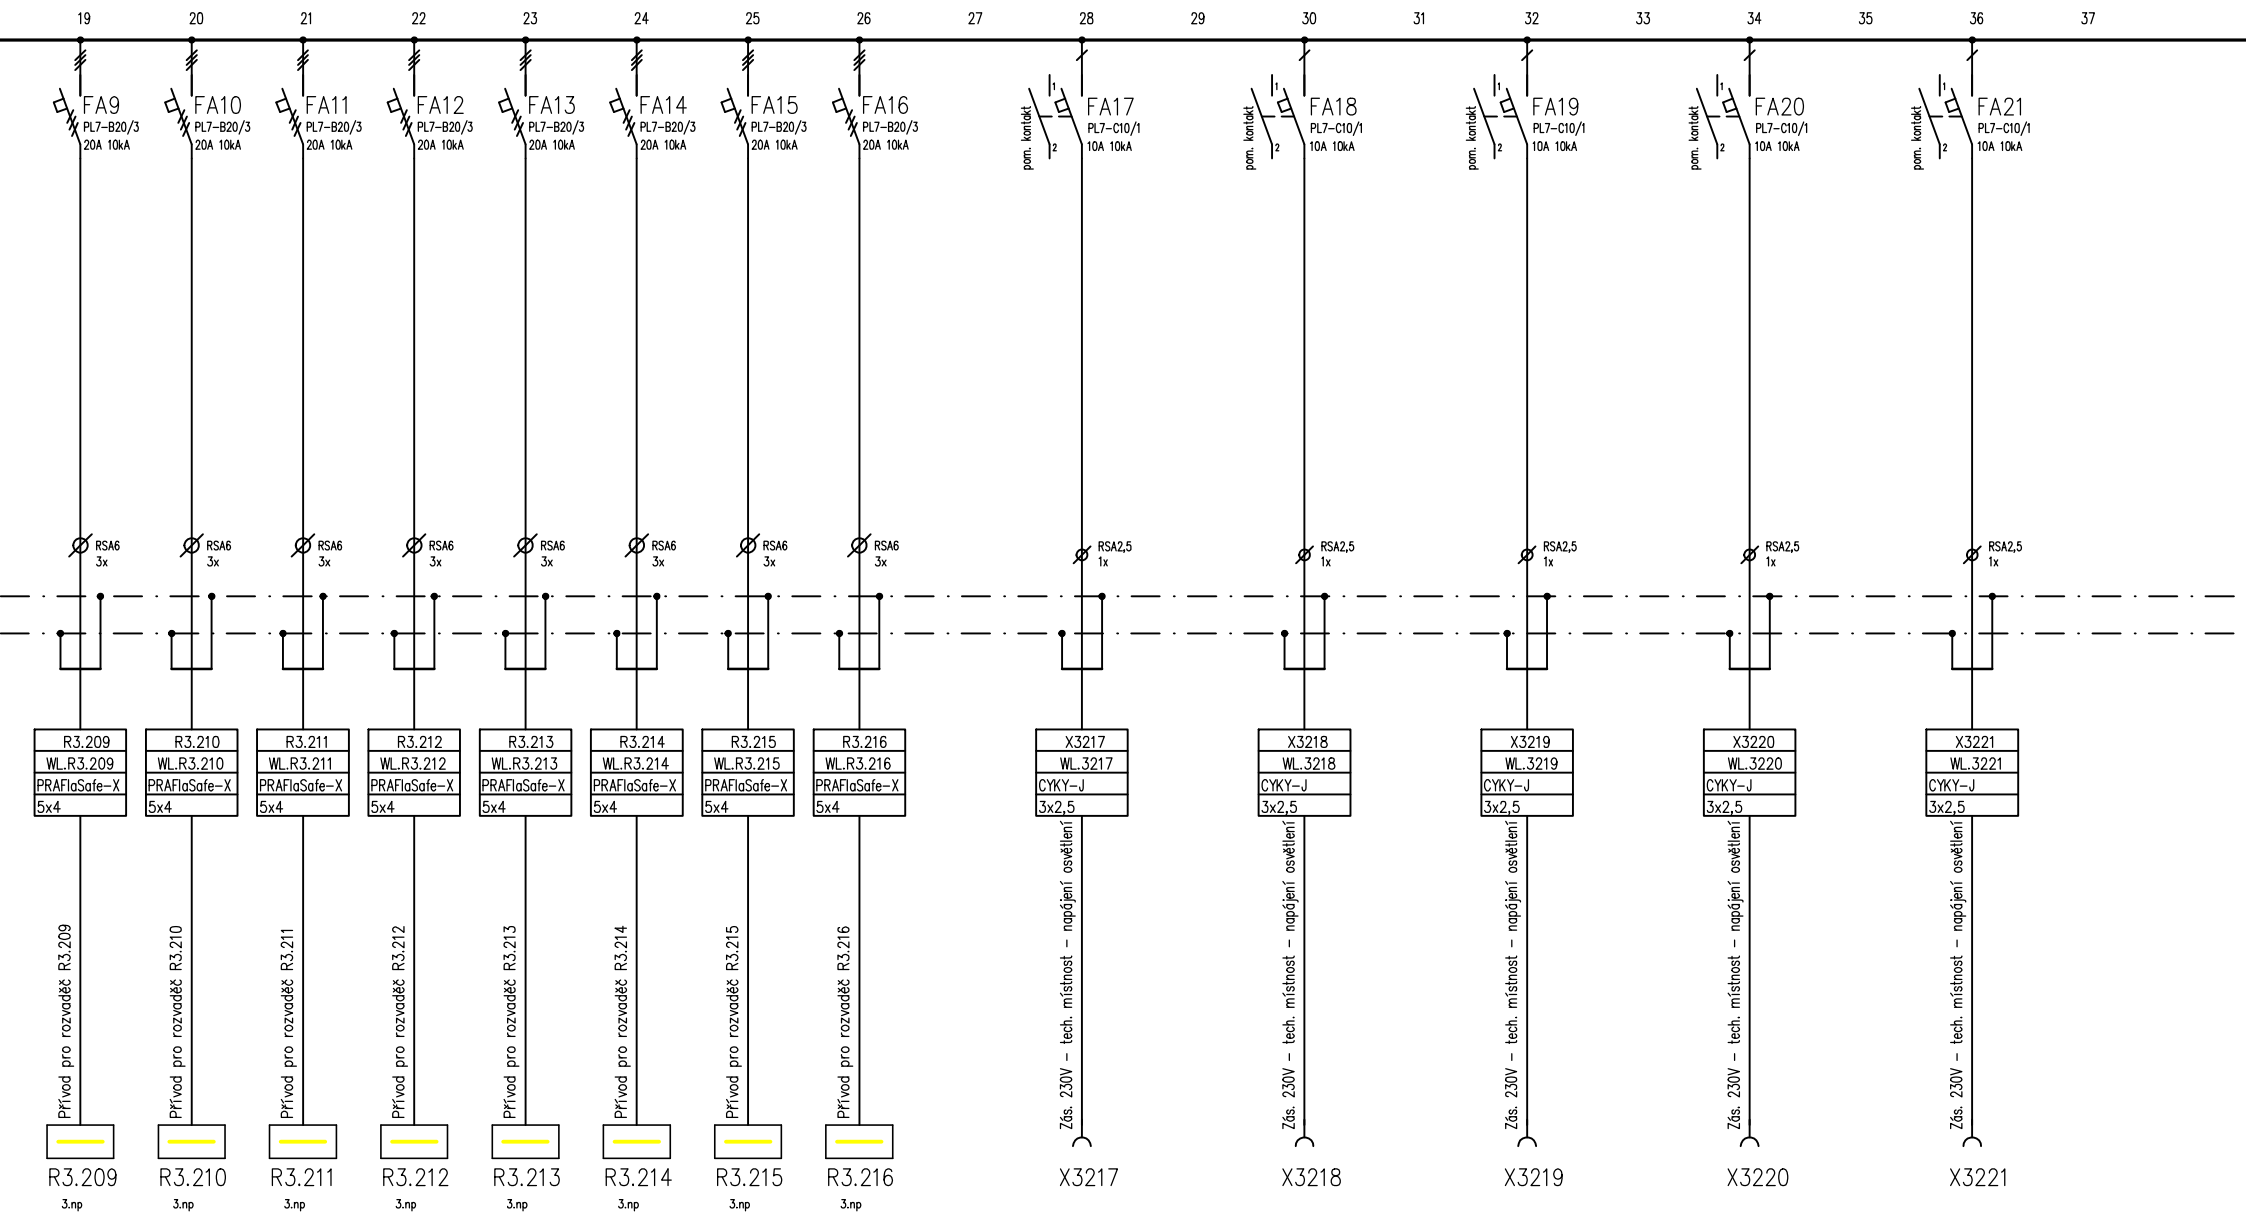 19 20 21 22 23 24 25 26 27 28 29 30 31 32 33 34 35 36 37
FA9
PL7-B20/3
20A 10kA
FA10
PL7-B20/3
20A 10kA
FA11
PL7-B20/3
20A 10kA
FA12
PL7-B20/3
20A 10kA
FA13
PL7-B20/3
20A 10kA
FA14
PL7-B20/3
20A 10kA
FA15
PL7-B20/3
20A 10kA
FA16
PL7-B20/3
20A 10kA
pom. kontakt
1
2
FA17
PL7-C10/1
10A 10kA
pom. kontakt
1
2
FA18
PL7-C10/1
10A 10kA
pom. kontakt
1
2
FA19
PL7-C10/1
10A 10kA
pom. kontakt
1
2
FA20
PL7-C10/1
10A 10kA
pom. kontakt
1
2
FA21
PL7-C10/1
10A 10kA
RSA6
3x
RSA6
3x
RSA6
3x
RSA6
3x
RSA6
3x
RSA6
3x
RSA6
3x
RSA6
3x
RSA2,5
1x
RSA2,5
1x
RSA2,5
1x
RSA2,5
1x
RSA2,5
1x
R3.209
WL.R3.209
PRAFlaSafe-X
5x4
R3.210
WL.R3.210
PRAFlaSafe-X
5x4
R3.211
WL.R3.211
PRAFlaSafe-X
5x4
R3.212
WL.R3.212
PRAFlaSafe-X
5x4
R3.213
WL.R3.213
PRAFlaSafe-X
5x4
R3.214
WL.R3.214
PRAFlaSafe-X
5x4
R3.215
WL.R3.215
PRAFlaSafe-X
5x4
R3.216
WL.R3.216
PRAFlaSafe-X
5x4
X3217
WL.3217
CYKY-J
3x2,5
X3218
WL.3218
CYKY-J
3x2,5
X3219
WL.3219
CYKY-J
3x2,5
X3220
WL.3220
CYKY-J
3x2,5
X3221
WL.3221
CYKY-J
3x2,5
Přívod pro rozvaděč R3.209
Přívod pro rozvaděč R3.210
Přívod pro rozvaděč R3.211
Přívod pro rozvaděč R3.212
Přívod pro rozvaděč R3.213
Přívod pro rozvaděč R3.214
Přívod pro rozvaděč R3.215
Přívod pro rozvaděč R3.216
Zás. 230V - tech. místnost - napájení osvětlení
Zás. 230V - tech. místnost - napájení osvětlení
Zás. 230V - tech. místnost - napájení osvětlení
Zás. 230V - tech. místnost - napájení osvětlení
Zás. 230V - tech. místnost - napájení osvětlení
R3.209
3.np
R3.210
3.np
R3.211
3.np
R3.212
3.np
R3.213
3.np
R3.214
3.np
R3.215
3.np
R3.216
3.np
X3217
X3218
X3219
X3220
X3221